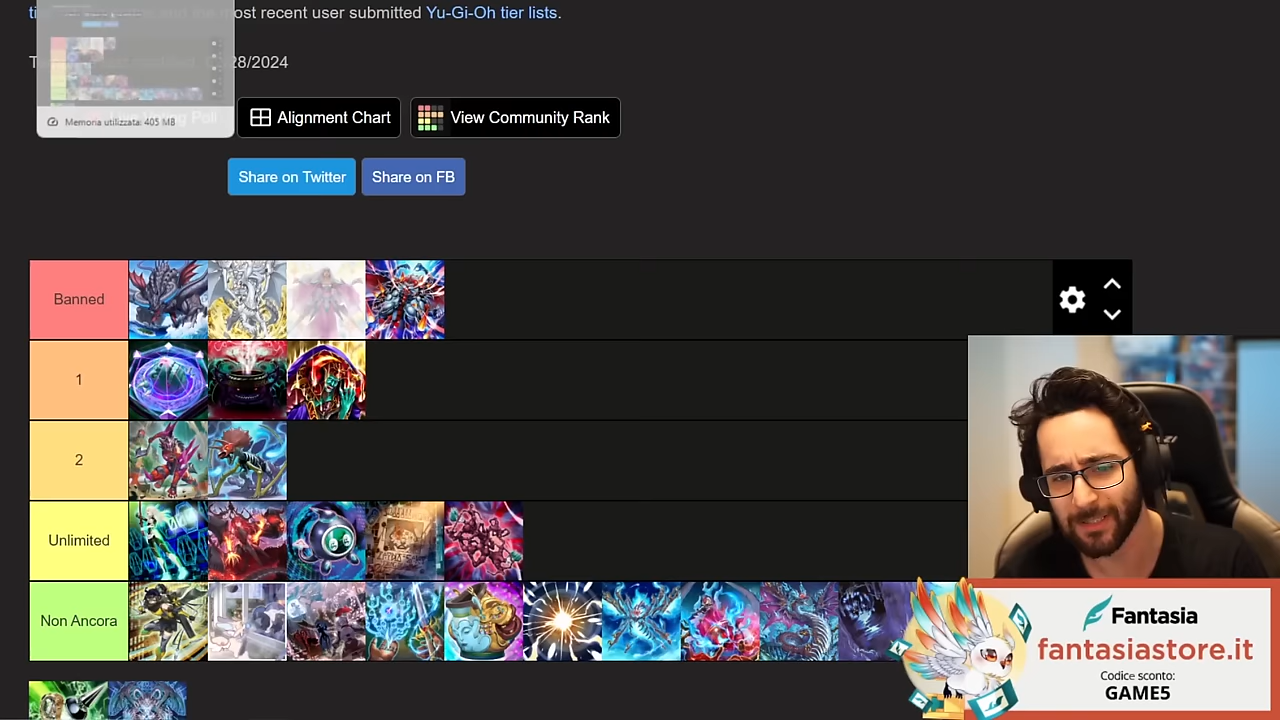 most recent user submitted Yu-Gi-Oh tier lists.
28/2024
Memoria utilizzata: 405 MB
Alignment Chart
View Community Rank
Share on Twitter
Share on FB
Banned
1
2
Unlimited
Non Ancora
Fantasia
fantasiastore.it
Codice sconto:
GAME5